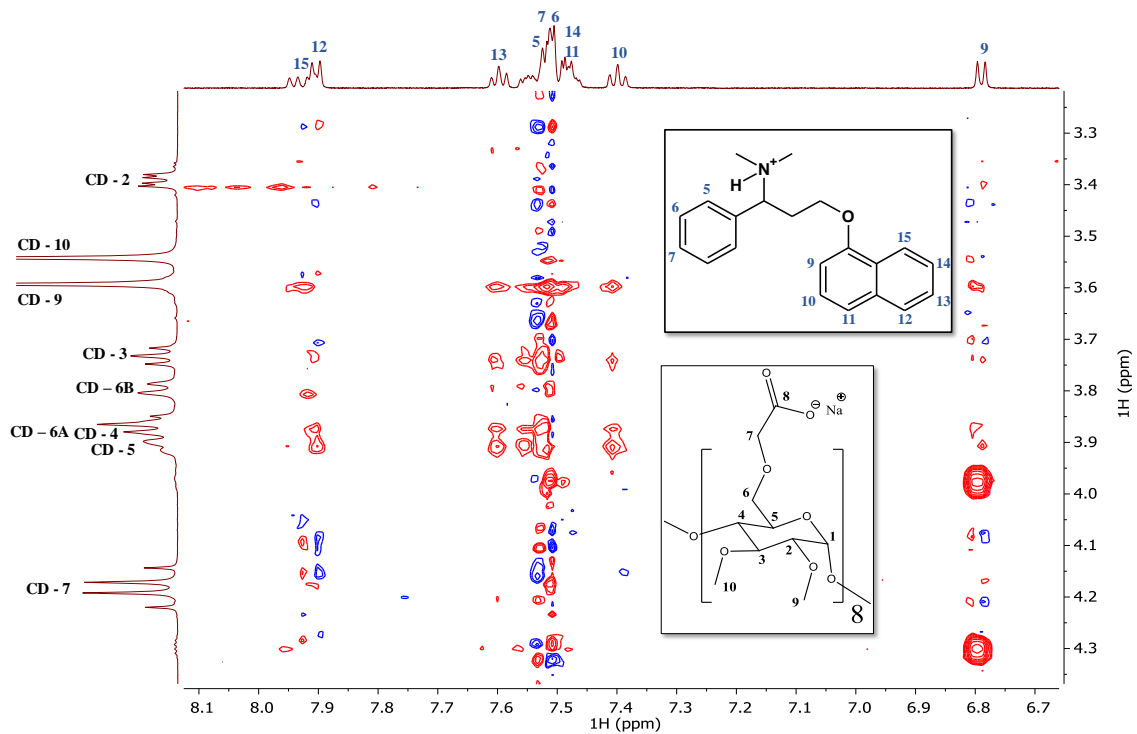 7 6
12
5
14
15
13
11
10
9
CD - 2
CD - 10
CD - 9
CD - 3
CD – 6B
CD – 6A
CD - 4
CD - 5
CD - 7
N
+
H
5
6
7
O
15
9
14
10
13
11
12
O
8
O
⊖
Na
⊕
7
O
6
4
5
O
O
1
3
2
O
O
O
10
9
8
3.3
3.4
3.5
3.6
3.7
3.8
3.9
4.0
4.1
4.2
4.3
1H (ppm)
8.1 8.0 7.9 7.8 7.7 7.6 7.5 7.4 7.3 7.2 7.1 7.0 6.9 6.8 6.7
1H (ppm)